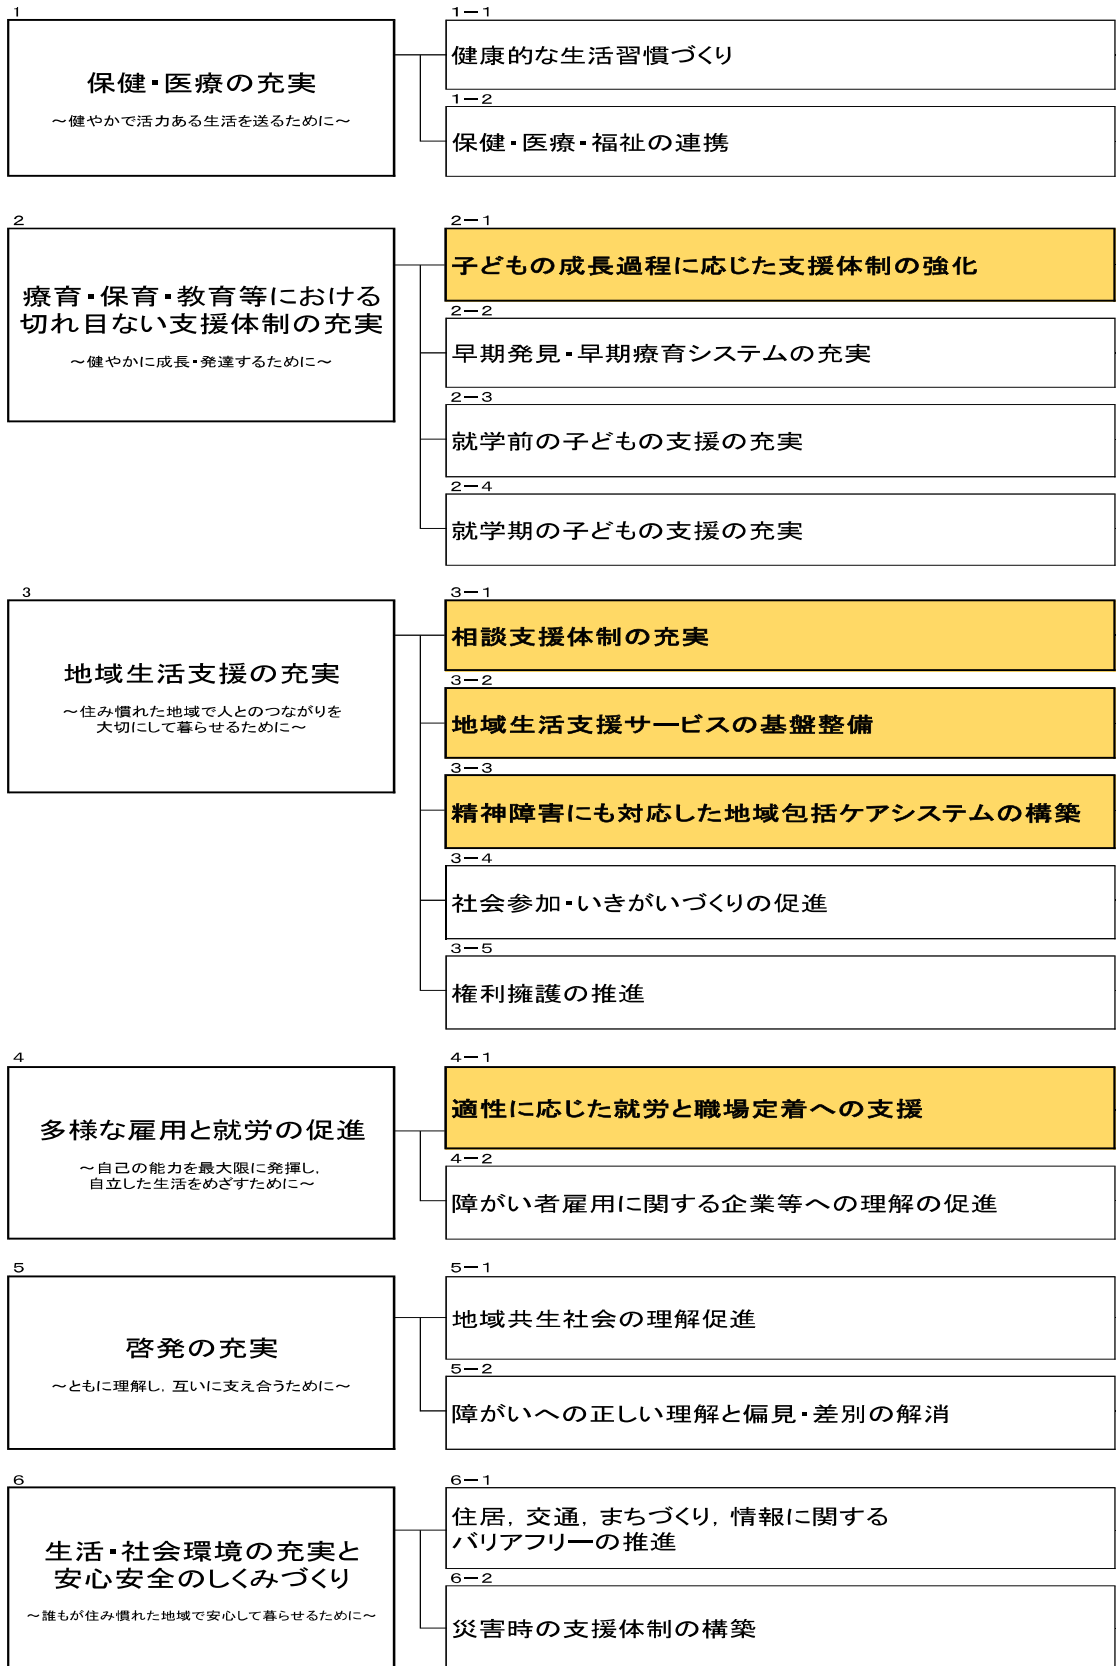 1
保健・医療の充実
～健やかで活力ある生活を送るために～
1－1
健康的な生活習慣づくり
1－2
保健・医療・福祉の連携
2
療育・保育・教育等における
切れ目ない支援体制の充実
～健やかに成長・発達するために～
2－1
子どもの成長過程に応じた支援体制の強化
2－2
早期発見・早期療育システムの充実
2－3
就学前の子どもの支援の充実
2－4
就学期の子どもの支援の充実
3
地域生活支援の充実
～住み慣れた地域で人とのつながりを
大切にして暮らせるために～
3－1
相談支援体制の充実
3－2
地域生活支援サービスの基盤整備
3－3
精神障害にも対応した地域包括ケアシステムの構築
3－4
社会参加・いきがいづくりの促進
3－5
権利擁護の推進
4
多様な雇用と就労の促進
～自己の能力を最大限に発揮し，
自立した生活をめざすために～
4－1
適性に応じた就労と職場定着への支援
4－2
障がい者雇用に関する企業等への理解の促進
5
啓発の充実
～ともに理解し，互いに支え合うために～
5－1
地域共生社会の理解促進
5－2
障がいへの正しい理解と偏見・差別の解消
6
生活・社会環境の充実と
安心安全のしくみづくり
～誰もが住み慣れた地域で安心して暮らせるために～
6－1
住居，交通，まちづくり，情報に関する
バリアフリーの推進
6－2
災害時の支援体制の構築